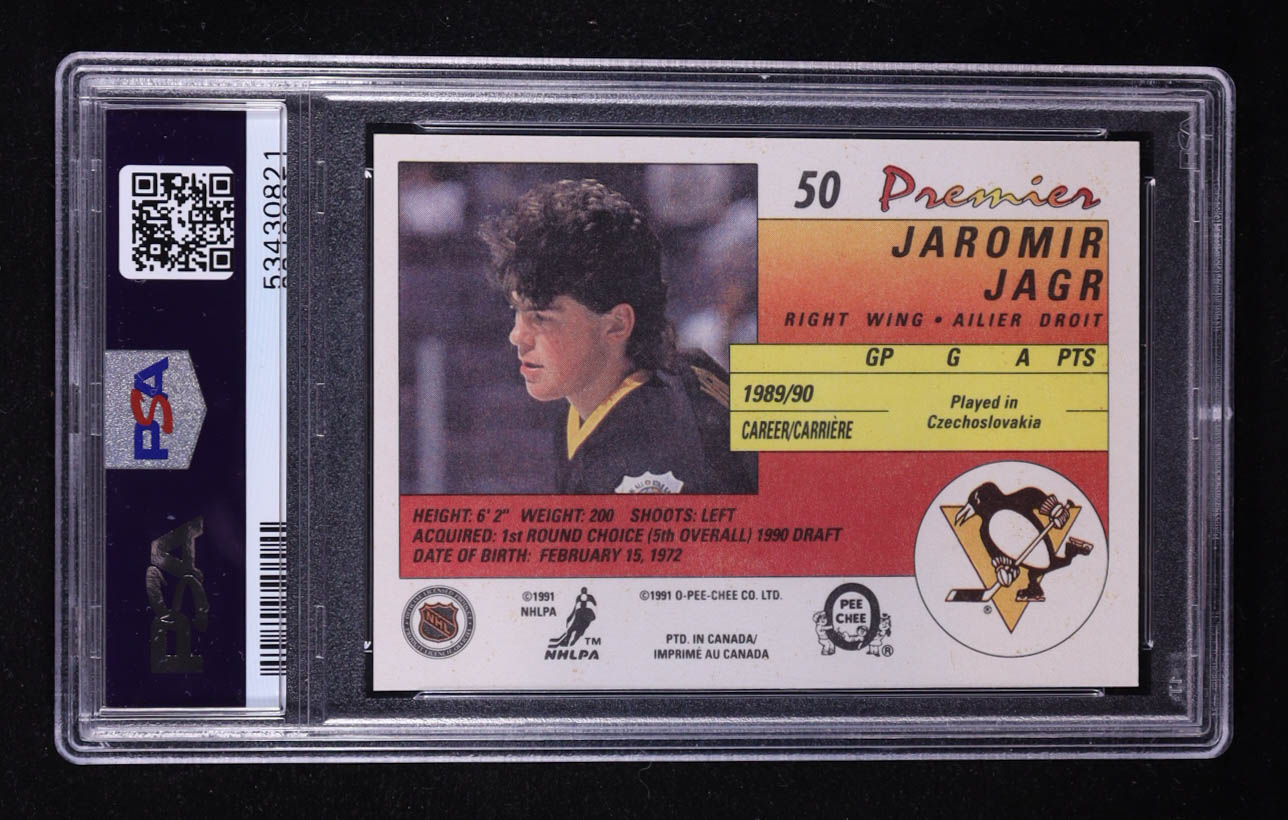 50 Premier
JAROMIR
JAGR
RIGHT WING • AILIER DROIT
GP G A PTS
1989/90
CAREER/CARRIÈRE
Played in
Czechoslovakia
HEIGHT: 6' 2" WEIGHT: 200 SHOOTS: LEFT
ACQUIRED: 1st ROUND CHOICE (5th OVERALL) 1990 DRAFT
DATE OF BIRTH: FEBRUARY 15, 1972
NHL
©1991
NHLPA
TM
NHLPA
©1991 O-PEE-CHEE CO. LTD.
PTD. IN CANADA/
IMPRIMÉ AU CANADA
O
PEE
CHEE
®
®
53430821
PSA
PSA